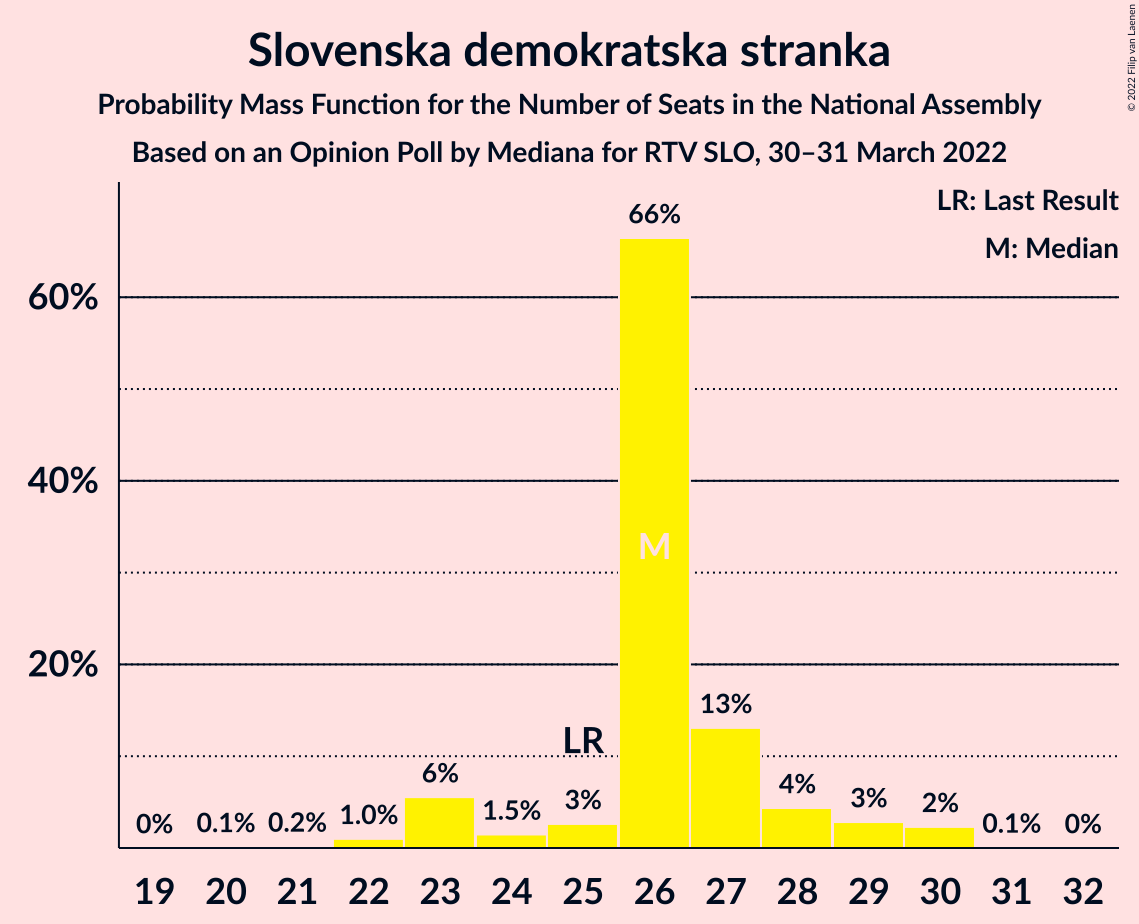 Slovenska demokratska stranka
Probability Mass Function for the Number of Seats in the National Assembly
Based on an Opinion Poll by Mediana for RTV SLO, 30–31 March 2022
© 2022 Filip van Laenen
LR: Last Result
M: Median
60%
40%
20%
0%
0.1%
0.2%
1.0%
6%
1.5%
3%
LR
66%
M
13%
4%
3%
2%
0.1%
0%
19 20 21 22 23 24 25 26 27 28 29 30 31 32